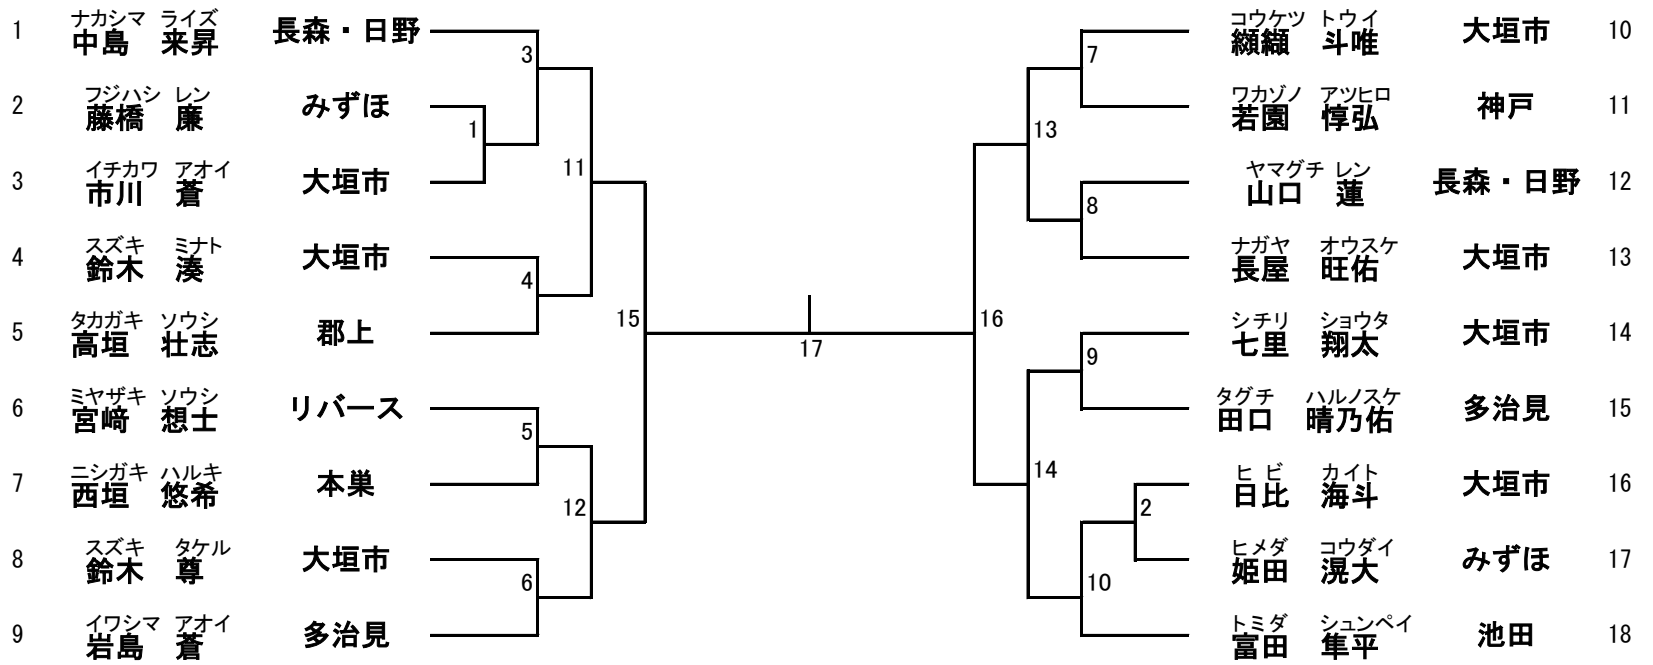 ナカシマ ライズ
1 中島 来昇 長森・日野
フジハシ レン
2 藤橋 廉 みずほ
イチカワ アオイ
3 市川 蒼 大垣市
スズキ ミナト
4 鈴木 湊 大垣市
タカガキ ソウシ
5 高垣 壮志 郡上
ミヤザキ ソウシ
6 宮﨑 想士 リバース
ニシガキ ハルキ
7 西垣 悠希 本巣
スズキ タケル
8 鈴木 尊 大垣市
イワシマ アオイ
9 岩島 蒼 多治見
3
1
11
4
15
5
12
6
17
7
13
8
16
9
14
2
10
コウケツ トウイ
纐纈 斗唯 大垣市 10
ワカゾノ アツヒロ
若園 惇弘 神戸 11
ヤマグチ レン
山口 蓮 長森・日野 12
ナガヤ オウスケ
長屋 旺佑 大垣市 13
シチリ ショウタ
七里 翔太 大垣市 14
タグチ ハルノスケ
田口 晴乃佑 多治見 15
ヒビ カイト
日比 海斗 大垣市 16
ヒメダ コウダイ
姫田 滉大 みずほ 17
トミダ シュンペイ
富田 隼平 池田 18